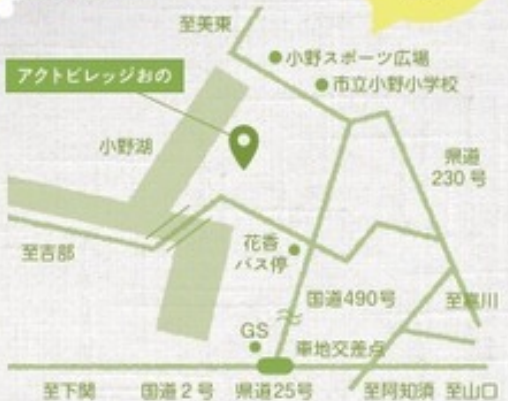 至美東
小野スポーツ広場
市立小野小学校
アクトビレッジおの
小野湖
県道
230号
花香
バス停
至吉部
国道490号
至嘉川
GS
車地交差点
至下関
国道2号
県道25号
至阿知須
至山口